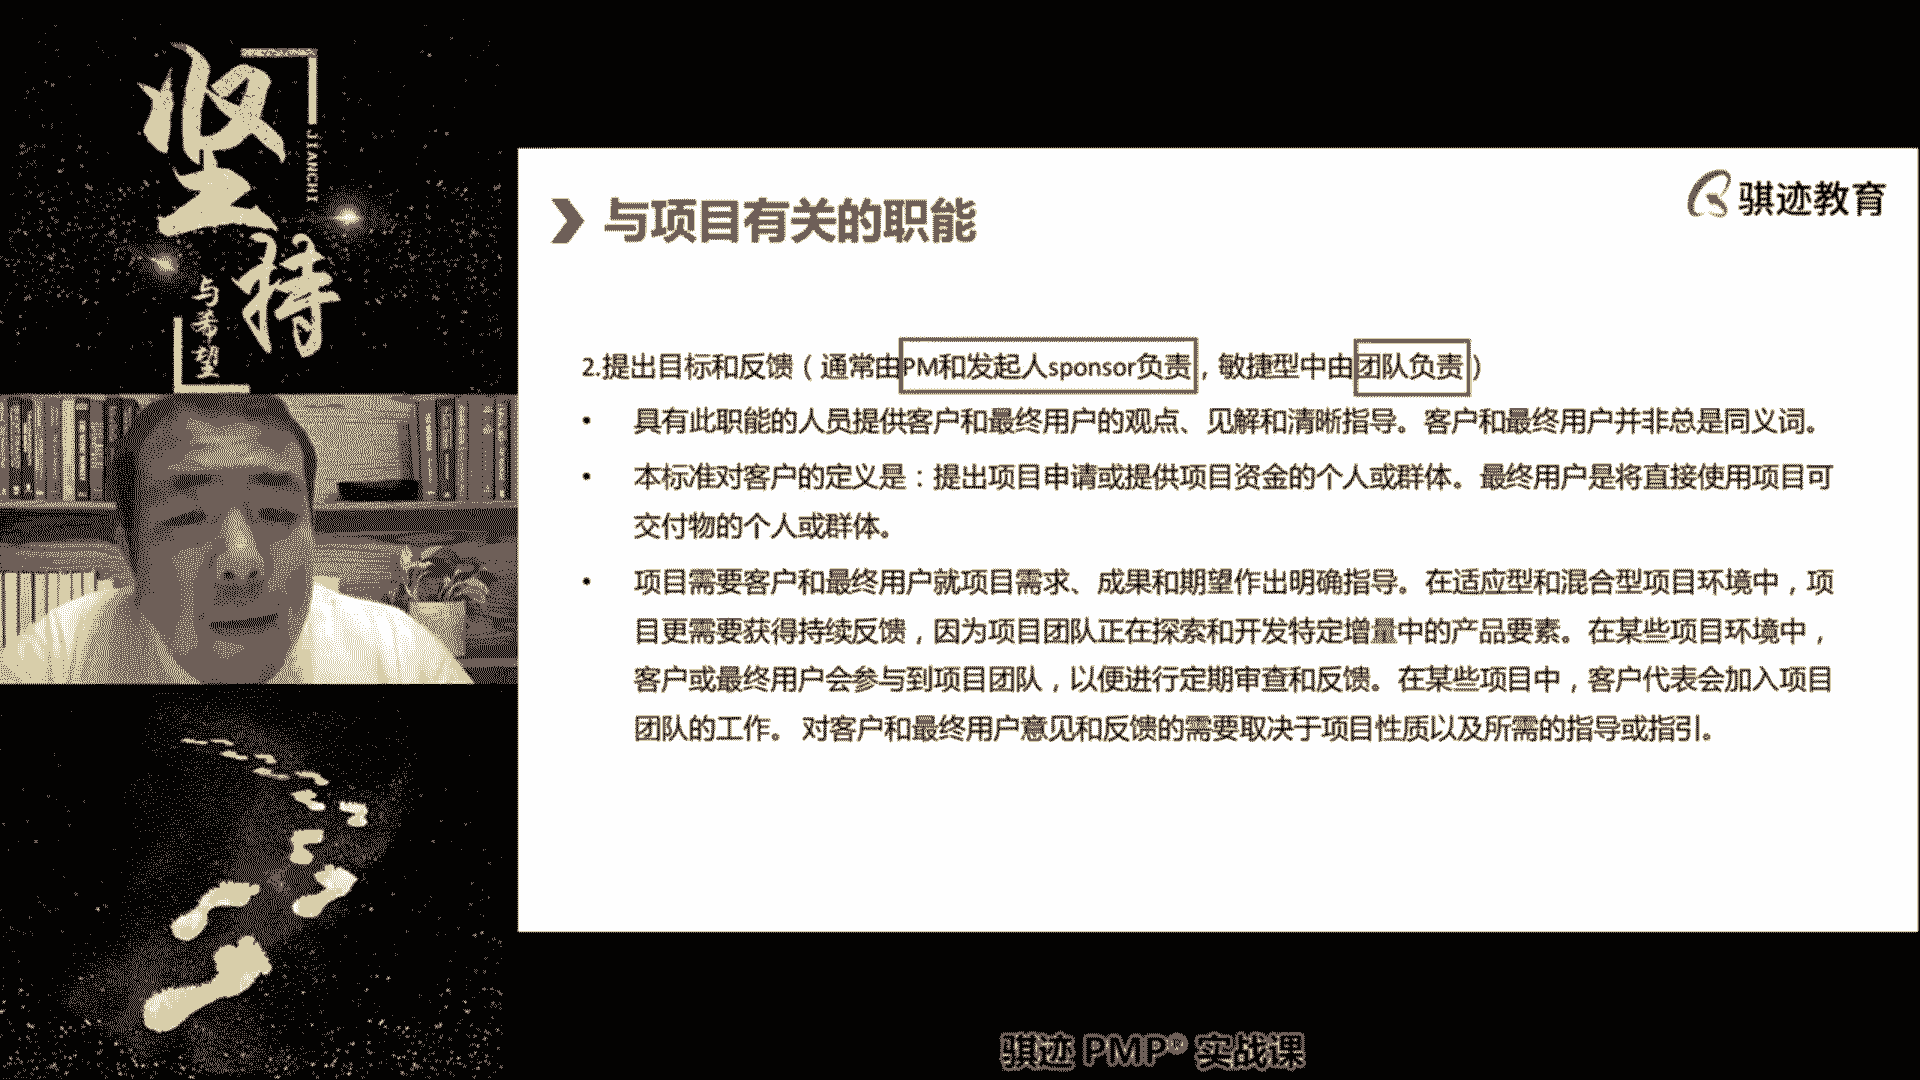 坚持
JIANCHI
与希望
骐迹教育
与项目有关的职能
2.提出目标和反馈（通常由PM和发起人sponsor负责，敏捷型中由团队负责）
• 具有此职能的人员提供客户和最终用户的观点、见解和清晰指导。客户和最终用户并非总是同义词。
• 本标准对客户的定义是：提出项目申请或提供项目资金的个人或群体。最终用户是将直接使用项目可
交付物的个人或群体。
• 项目需要客户和最终用户就项目需求、成果和期望作出明确指导。在适应型和混合型项目环境中，项
目更需要获得持续反馈，因为项目团队正在探索和开发特定增量中的产品要素。在某些项目环境中，
客户或最终用户会参与到项目团队，以便进行定期审查和反馈。在某些项目中，客户代表会加入项目
团队的工作。 对客户和最终用户意见和反馈的需要取决于项目性质以及所需的指导或指引。
骐迹 PMP® 实战课